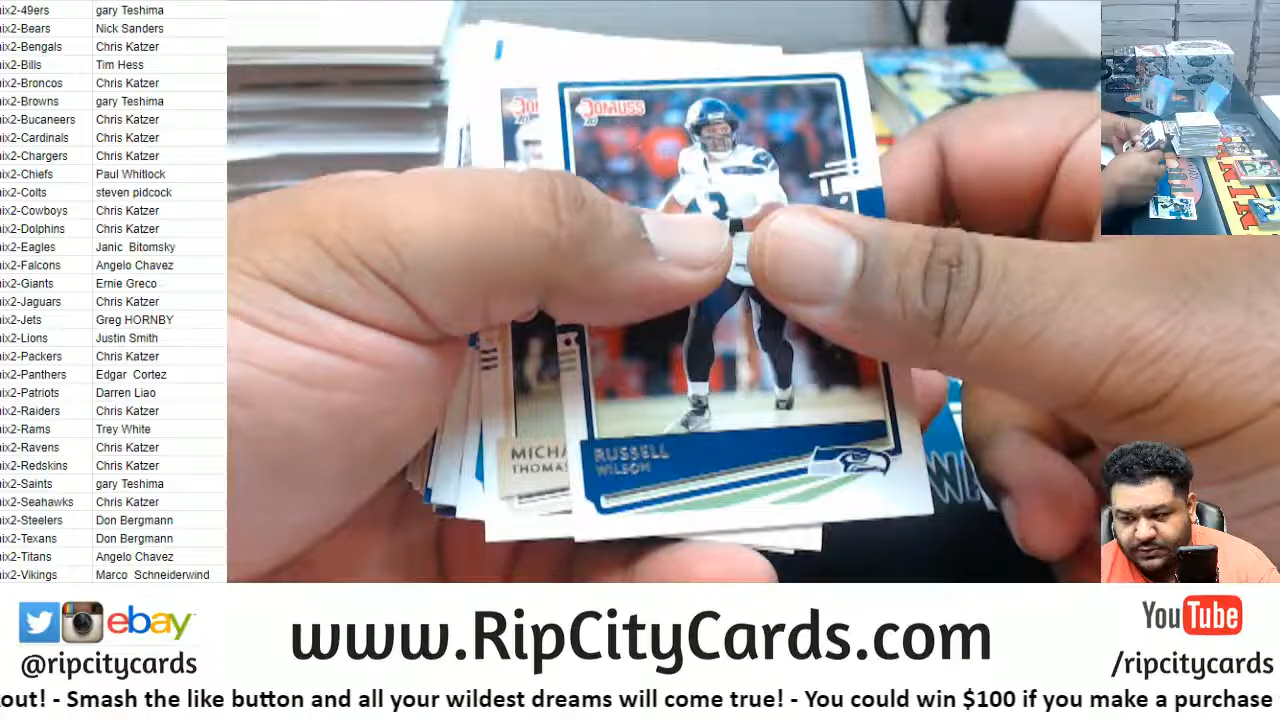 ix2-49ers gary Teshima
ix2-Bears Nick Sanders
ix2-Bengals Chris Katzer
ix2-Bills Tim Hess
ix2-Broncos Chris Katzer
ix2-Browns gary Teshima
ix2-Bucaneers Chris Katzer
ix2-Cardinals Chris Katzer
ix2-Chargers Chris Katzer
ix2-Chiefs Paul Whitlock
ix2-Colts steven pidcock
ix2-Cowboys Chris Katzer
ix2-Dolphins Chris Katzer
ix2-Eagles Janic Bitomsky
ix2-Falcons Angelo Chavez
ix2-Giants Ernie Greco
ix2-Jaguars Chris Katzer
ix2-Jets Greg HORNBY
ix2-Lions Justin Smith
ix2-Packers Chris Katzer
ix2-Panthers Edgar Cortez
ix2-Patriots Darren Liao
ix2-Raiders Chris Katzer
ix2-Rams Trey White
ix2-Ravens Chris Katzer
ix2-Redskins Chris Katzer
ix2-Saints gary Teshima
ix2-Seahawks Chris Katzer
ix2-Steelers Don Bergmann
ix2-Texans Don Bergmann
ix2-Titans Angelo Chavez
ix2-Vikings Marco Schneiderwind
DONRUSS
RUSSELL
WILSON
MICHA
THOMAS
ebay
@ripcitycards
www.RipCityCards.com
YouTube
/ripcitycards
out! - Smash the like button and all your wildest dreams will come true! - You could win $100 if you make a purchase